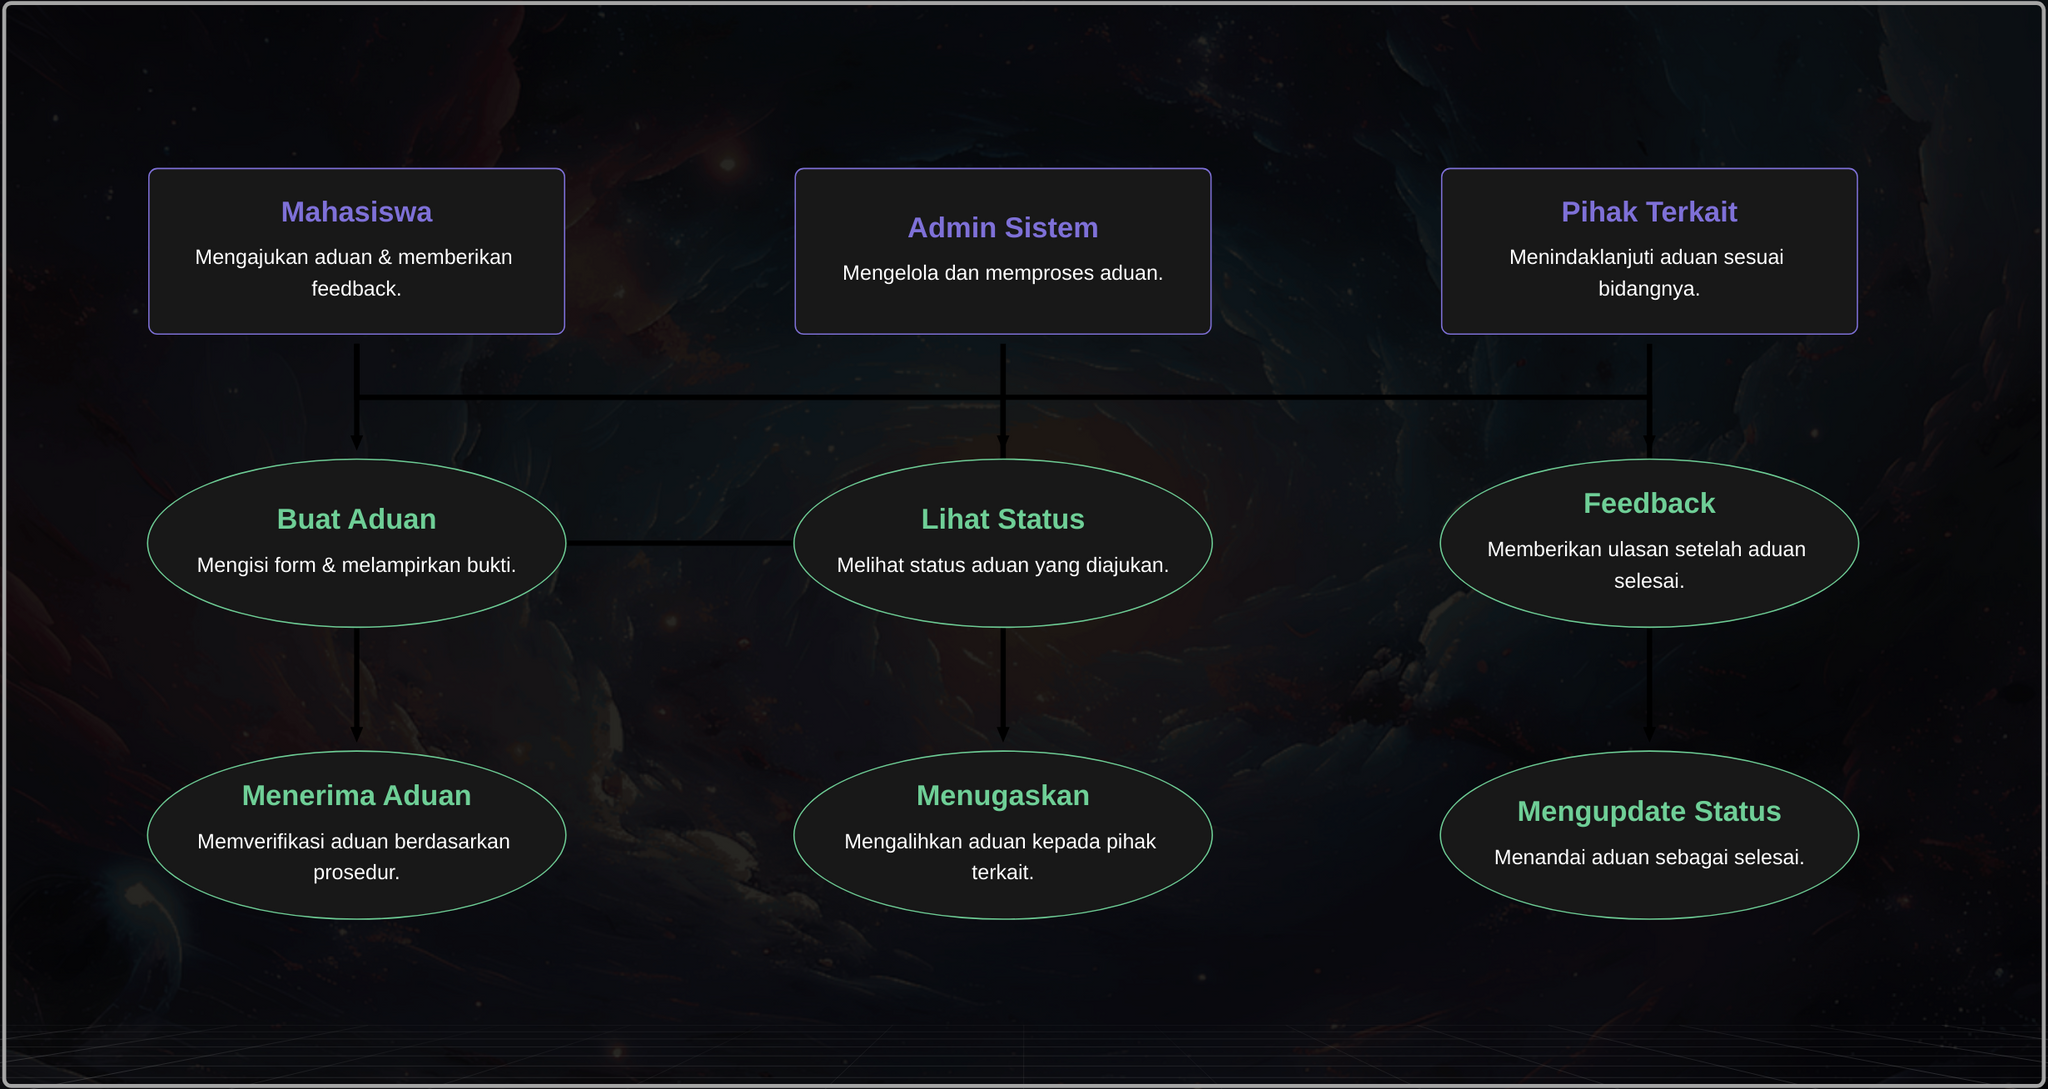 Mahasiswa
Mengajukan aduan & memberikan
feedback.
Admin Sistem
Mengelola dan memproses aduan.
Pihak Terkait
Menindaklanjuti aduan sesuai
bidangnya.
Buat Aduan
Mengisi form & melampirkan bukti.
Lihat Status
Melihat status aduan yang diajukan.
Feedback
Memberikan ulasan setelah aduan
selesai.
Menerima Aduan
Memverifikasi aduan berdasarkan
prosedur.
Menugaskan
Mengalihkan aduan kepada pihak
terkait.
Mengupdate Status
Menandai aduan sebagai selesai.